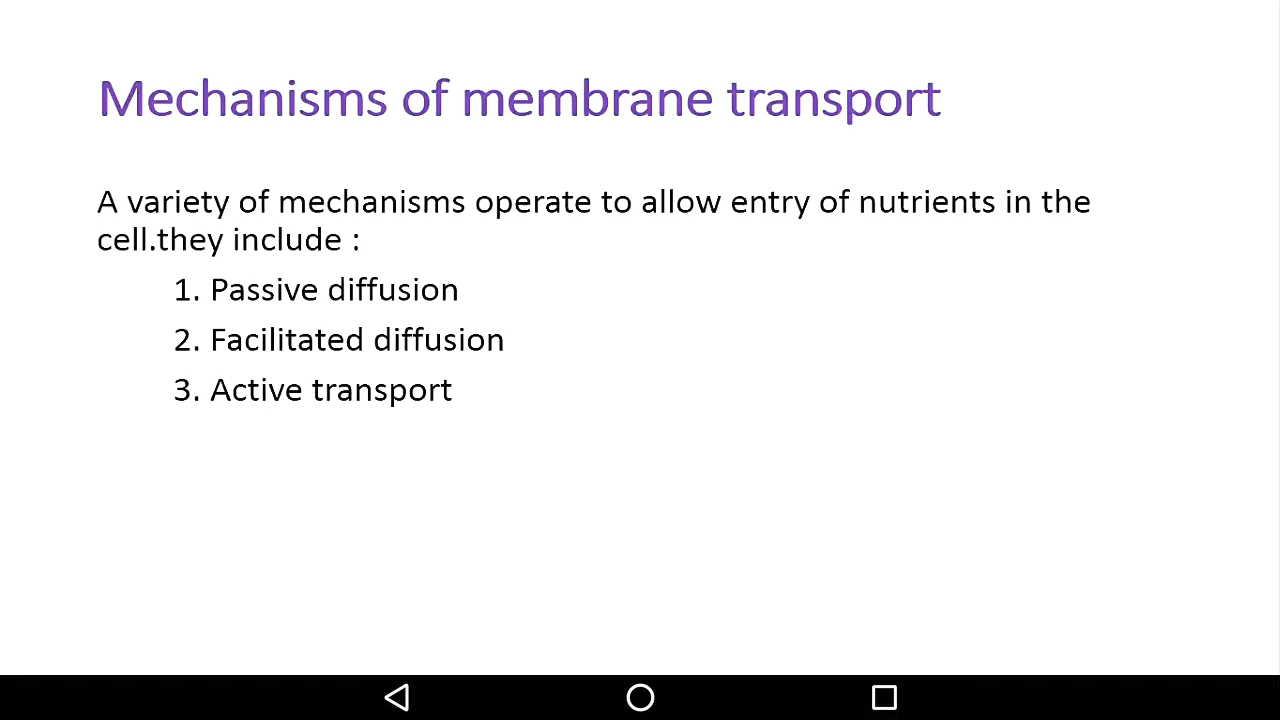 Mechanisms of membrane transport
A variety of mechanisms operate to allow entry of nutrients in the
cell.they include :
1. Passive diffusion
2. Facilitated diffusion
3. Active transport